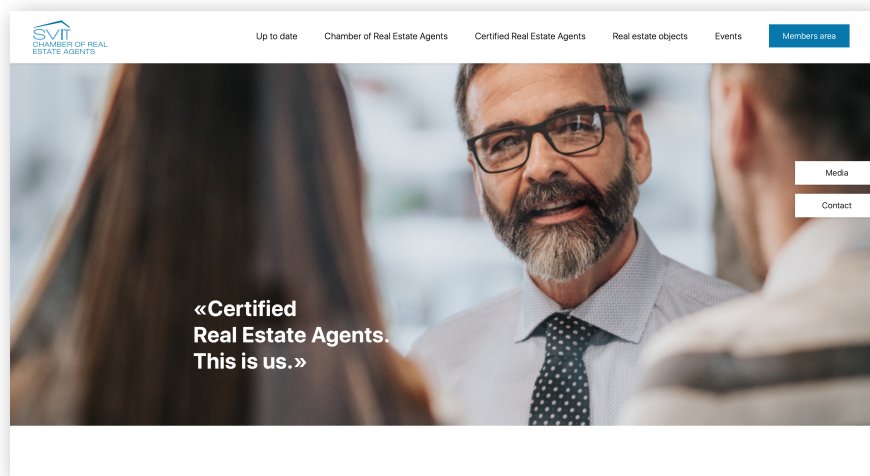 SVIT
CHAMBER OF REAL
ESTATE AGENTS
Up to date
Chamber of Real Estate Agents
Certified Real Estate Agents
Real estate objects
Events
Members area
Media
Contact
«Certified
Real Estate Agents.
This is us.»